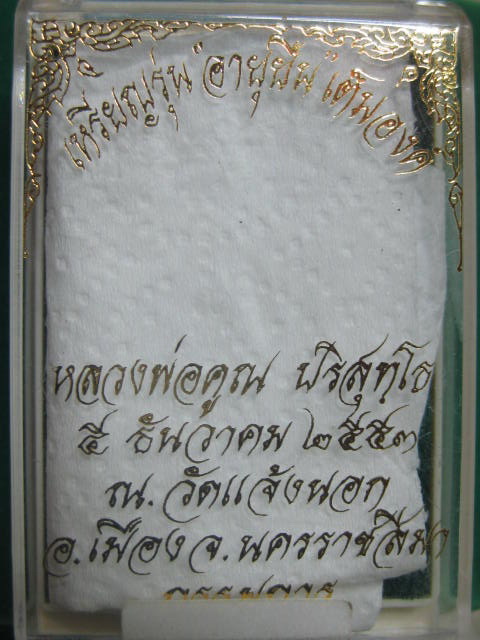 เหรียญรุ่น "อายุยืน" เต็มองค์
หลวงพ่อคูณ ปริสุทฺโธ
๕ ธันวาคม ๒๕๕๓
ณ. วัดแจ้งนอก
อ.เมือง จ.นครราชสีมา